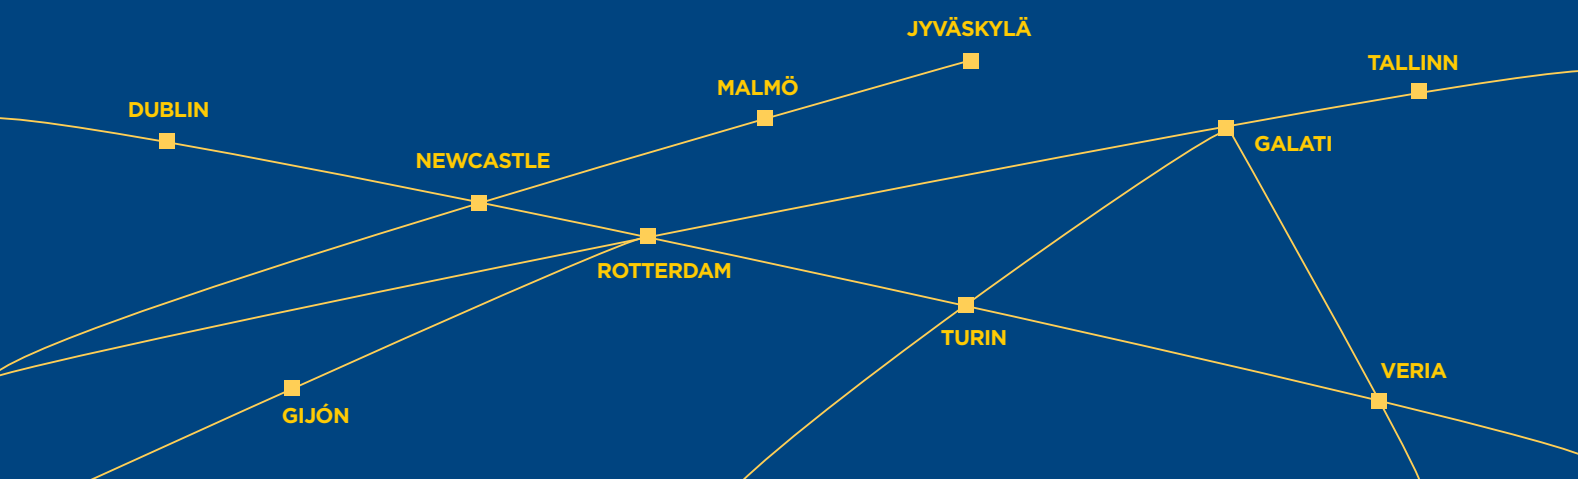 JYVÄSKYLÄ
TALLINN
MALMÖ
DUBLIN
GALATI
NEWCASTLE
ROTTERDAM
TURIN
VERIA
GIJÓN